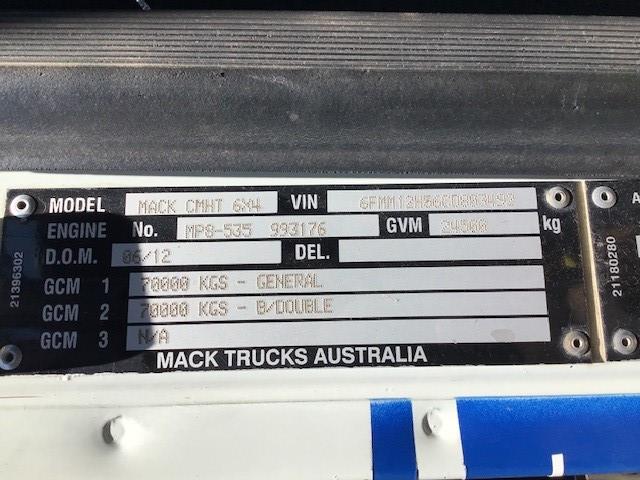 MODEL MACK CMHT 6X4 VIN
ENGINE No. MP8-535 993176 GVM 24500 kg
D.O.M. 06/12 DEL.
GCM 1 70000 KGS - GENERAL
GCM 2 70000 KGS - B/DOUBLE
GCM 3 N/A
MACK TRUCKS AUSTRALIA
21396302
21180280
A